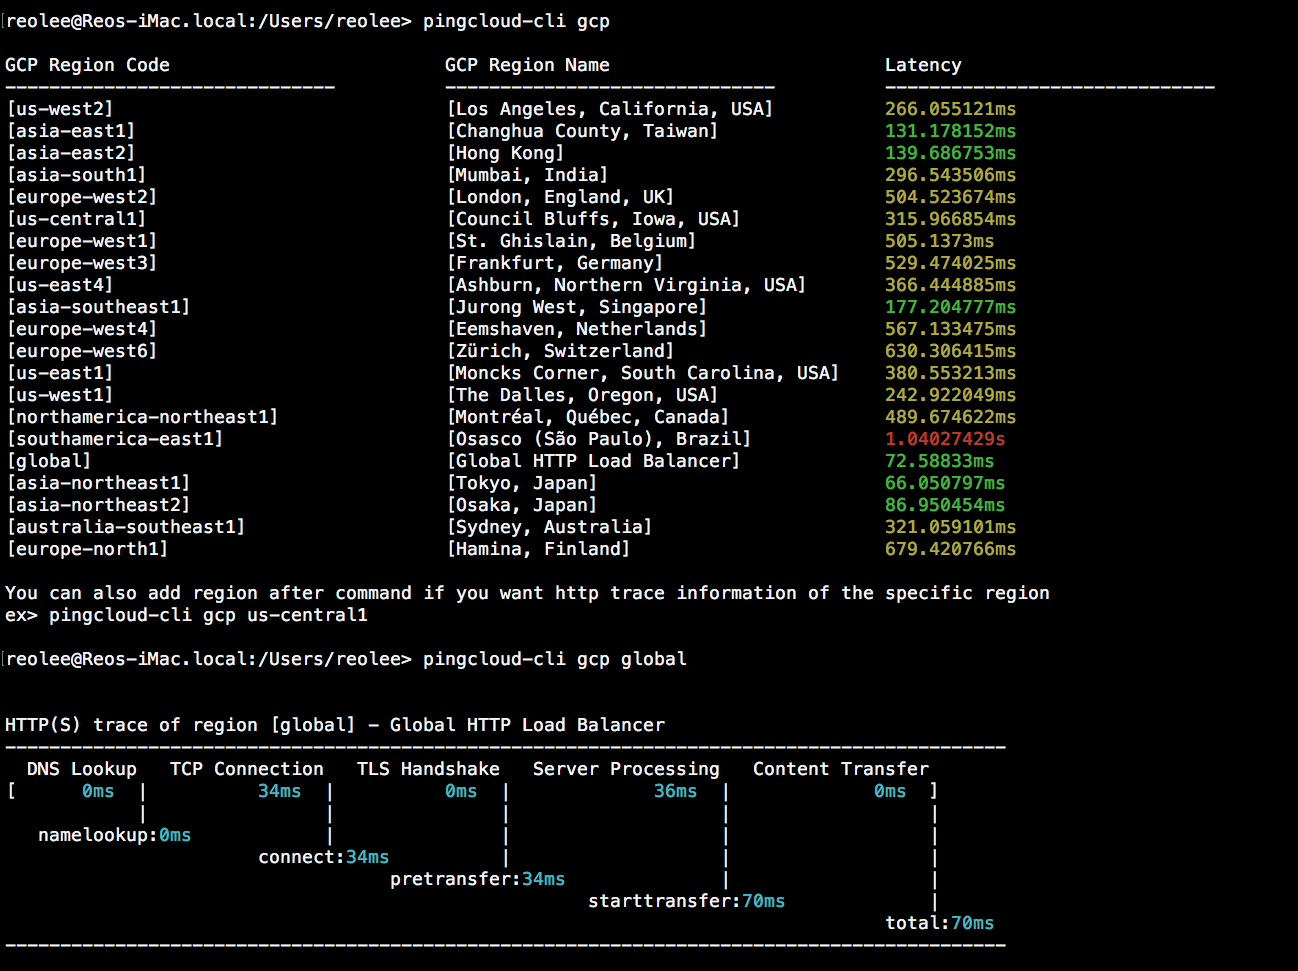 reolee@Reos-iMac.local:/Users/reolee> pingcloud-cli gcp
GCP Region Code GCP Region Name Latency
------------------------------ ------------------------------ ------------------------------
[us-west2] [Los Angeles, California, USA] 266.055121ms
[asia-east1] [Changhua County, Taiwan] 131.178152ms
[asia-east2] [Hong Kong] 139.686753ms
[asia-south1] [Mumbai, India] 296.543506ms
[europe-west2] [London, England, UK] 504.523674ms
[us-central1] [Council Bluffs, Iowa, USA] 315.966854ms
[europe-west1] [St. Ghislain, Belgium] 505.1373ms
[europe-west3] [Frankfurt, Germany] 529.474025ms
[us-east4] [Ashburn, Northern Virginia, USA] 366.444885ms
[asia-southeast1] [Jurong West, Singapore] 177.204777ms
[europe-west4] [Eemshaven, Netherlands] 567.133475ms
[europe-west6] [Zürich, Switzerland] 630.306415ms
[us-east1] [Moncks Corner, South Carolina, USA] 380.553213ms
[us-west1] [The Dalles, Oregon, USA] 242.922049ms
[northamerica-northeast1] [Montréal, Québec, Canada] 489.674622ms
[southamerica-east1] [Osasco (São Paulo), Brazil] 1.04027429s
[global] [Global HTTP Load Balancer] 72.58833ms
[asia-northeast1] [Tokyo, Japan] 66.050797ms
[asia-northeast2] [Osaka, Japan] 86.950454ms
[australia-southeast1] [Sydney, Australia] 321.059101ms
[europe-north1] [Hamina, Finland] 679.420766ms
You can also add region after command if you want http trace information of the specific region
ex> pingcloud-cli gcp us-central1
reolee@Reos-iMac.local:/Users/reolee> pingcloud-cli gcp global
HTTP(S) trace of region [global] - Global HTTP Load Balancer
-------------------------------------------------------------------------------------------
DNS Lookup TCP Connection TLS Handshake Server Processing Content Transfer
[ 0ms | 34ms | 0ms | 36ms | 0ms ]
| | | | |
namelookup:0ms | | | |
connect:34ms | | |
pretransfer:34ms | |
starttransfer:70ms |
total:70ms
-------------------------------------------------------------------------------------------